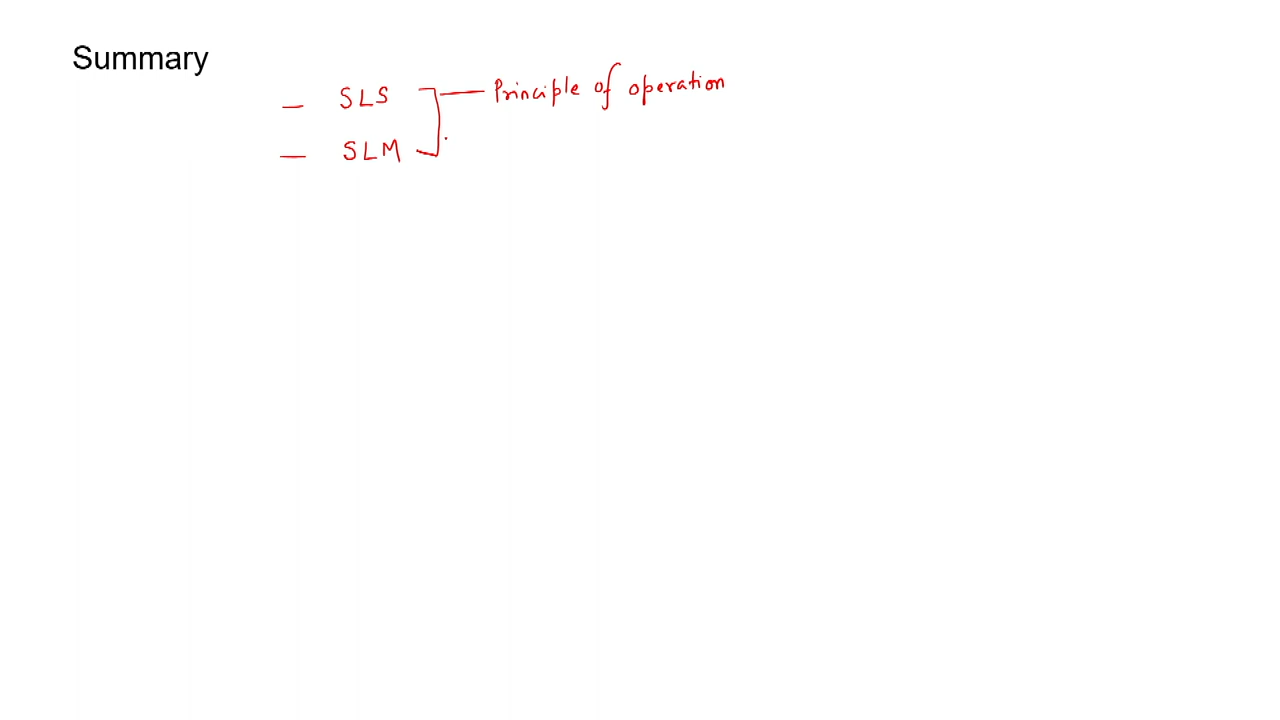 Summary
— SLS — Principle of operation
— SLM